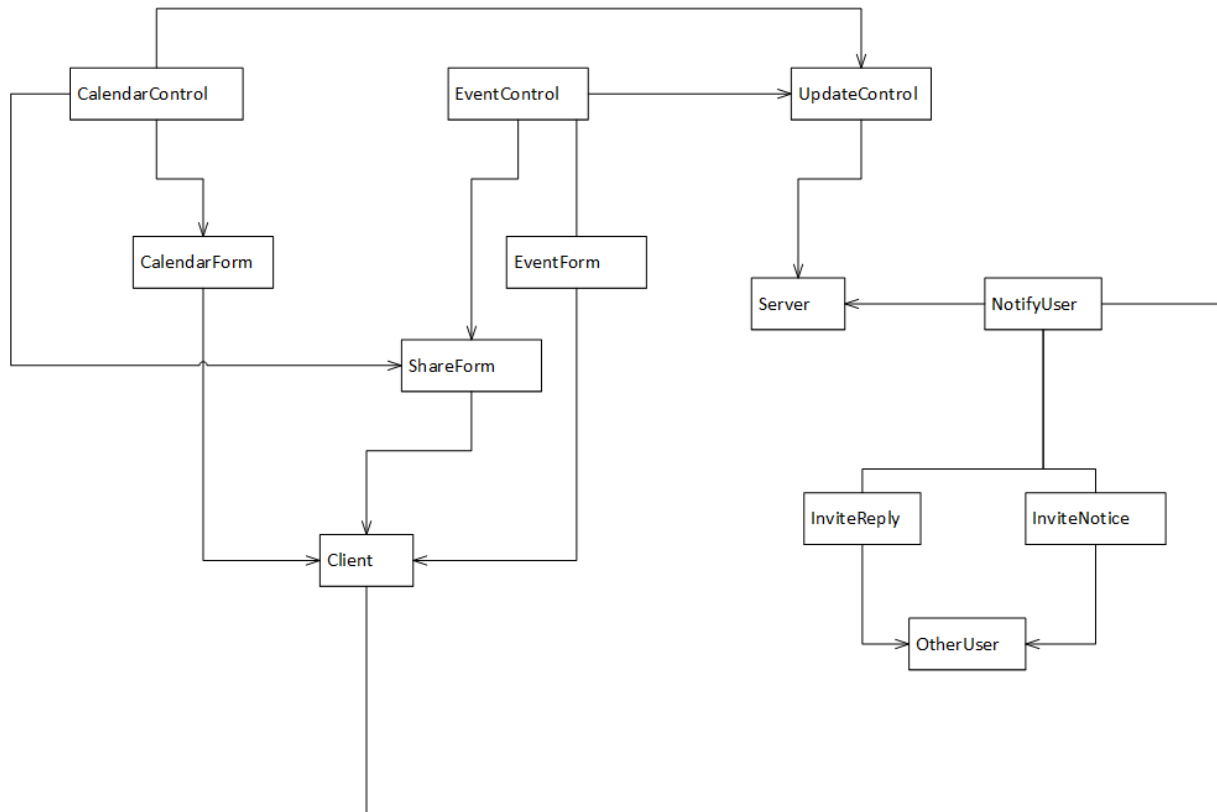 CalendarControl
EventControl
UpdateControl
CalendarForm
EventForm
Server
NotifyUser
ShareForm
InviteReply
InviteNotice
Client
OtherUser